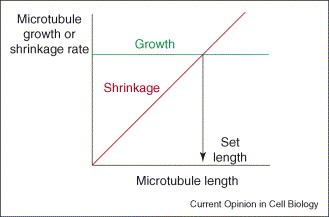 Microtubule
growth or
shrinkage rate
Growth
Shrinkage
Set
length
Microtubule length
Current Opinion in Cell Biology